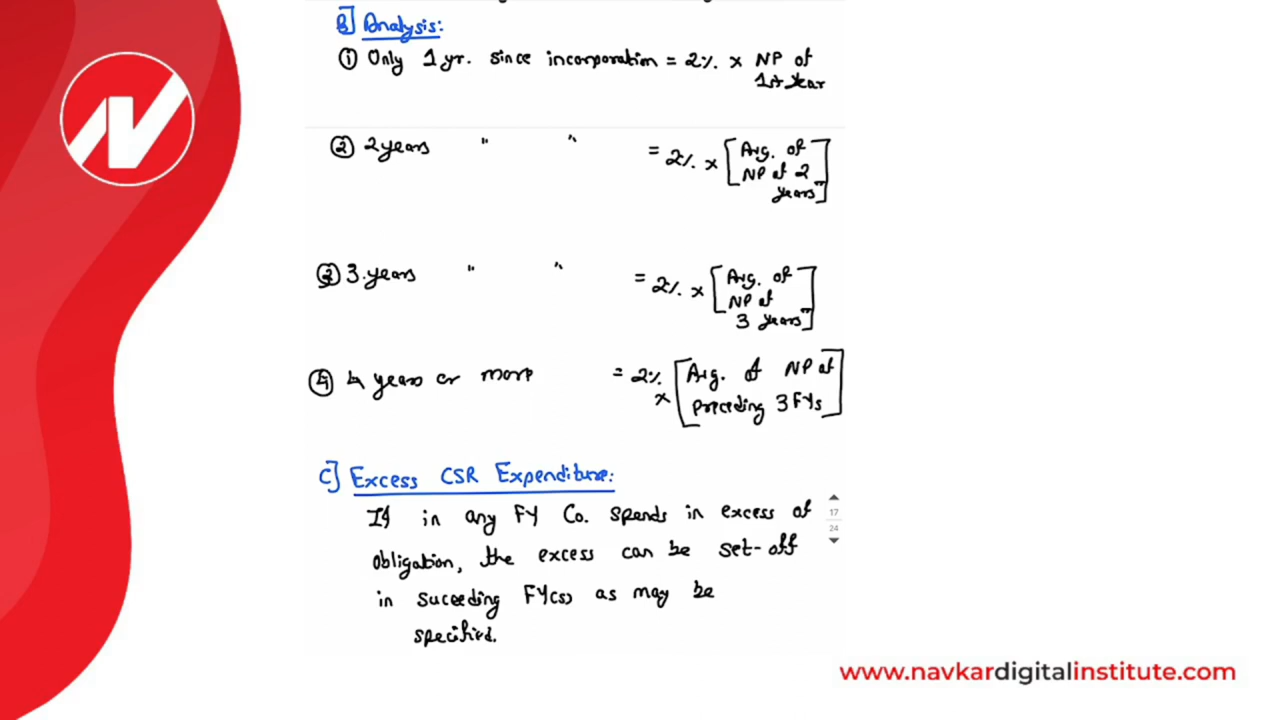 B] Analysis:
① Only 1 yr. since incorporation = 2% × NP of
1st Year
② 2 years " " = 2% × [Avg. of
NP of 2
years]
③ 3 years " " = 2% × [Avg. of
NP of
3 years]
④ 4 years or more = 2% × [Avg. of NP of
preceding 3 FYs]
C] Excess CSR Expenditure:
If in any FY Co. spends in excess of
obligation, the excess can be set-off
in suceeding FY(s) as may be
specified.
17
24
www.navkardigitalinstitute.com